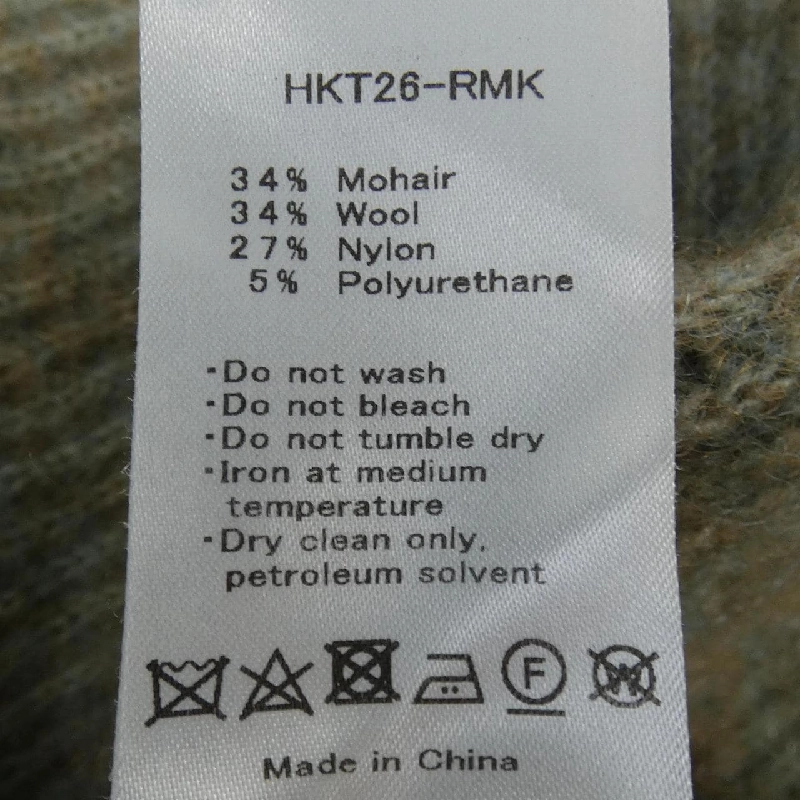 HKT26-RMK
34% Mohair
34% Wool
27% Nylon
5% Polyurethane
・Do not wash
・Do not bleach
・Do not tumble dry
・Iron at medium
temperature
・Dry clean only,
petroleum solvent
F W
Made in China